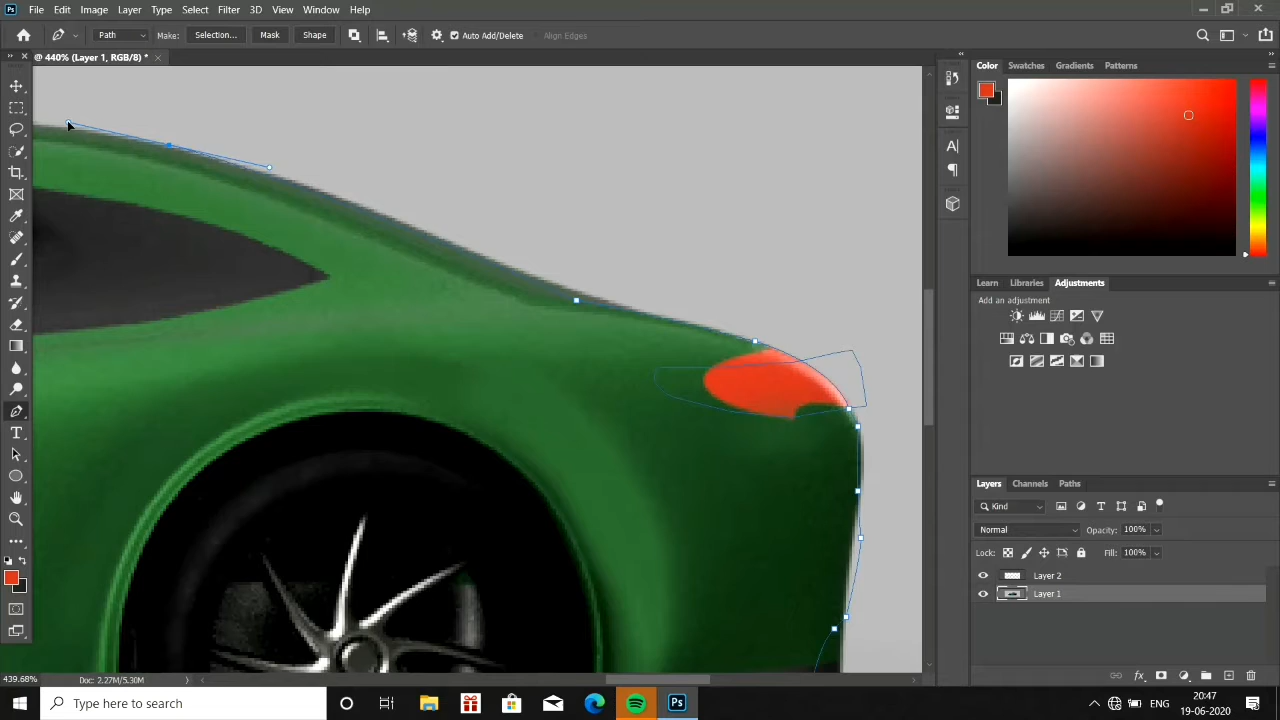 Ps File Edit Image Layer Type Select Filter 3D View Window Help
Path Make: Selection... Mask Shape Auto Add/Delete Align Edges
@ 440% (Layer 1, RGB/8) *
Color Swatches Gradients Patterns
Learn Libraries Adjustments
Add an adjustment
Layers Channels Paths
Kind
Normal Opacity: 100%
Lock: Fill: 100%
Layer 2
Layer 1
439.68% Doc: 2.27M/5.30M
Type here to search
Ps
ENG
20:47
19-06-2020